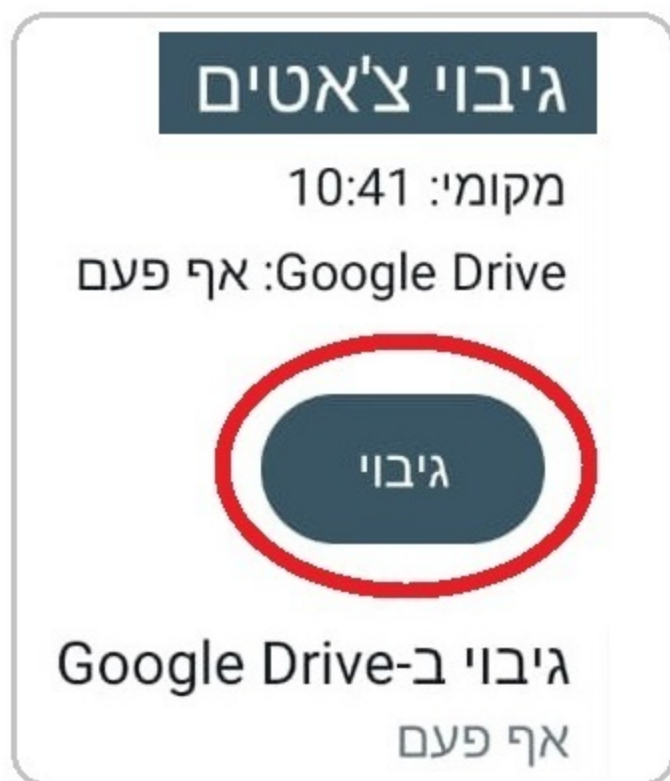 גיבוי צ'אטים
מקומי: 10:41
Google Drive: אף פעם
גיבוי
גיבוי ב-Google Drive
אף פעם